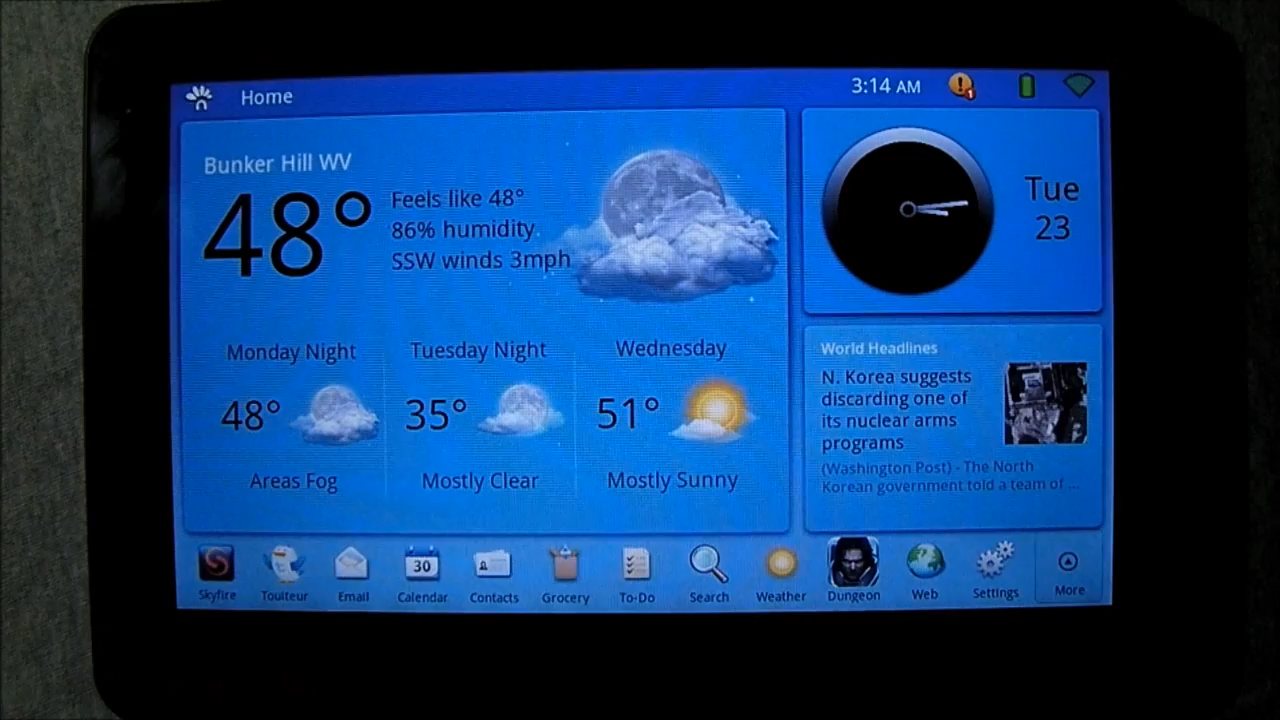 Home
3:14 AM
1
Bunker Hill WV
48°
Feels like 48°
86% humidity
SSW winds 3mph
Monday Night
48°
Areas Fog
Tuesday Night
35°
Mostly Clear
Wednesday
51°
Mostly Sunny
Tue
23
World Headlines
N. Korea suggests
discarding one of
its nuclear arms
programs
(Washington Post) - The North
Korean government told a team of ...
S
Skyfire
Touiteur
Email
30
Calendar
Contacts
Grocery
To-Do
Search
Weather
Dungeon
Web
Settings
More